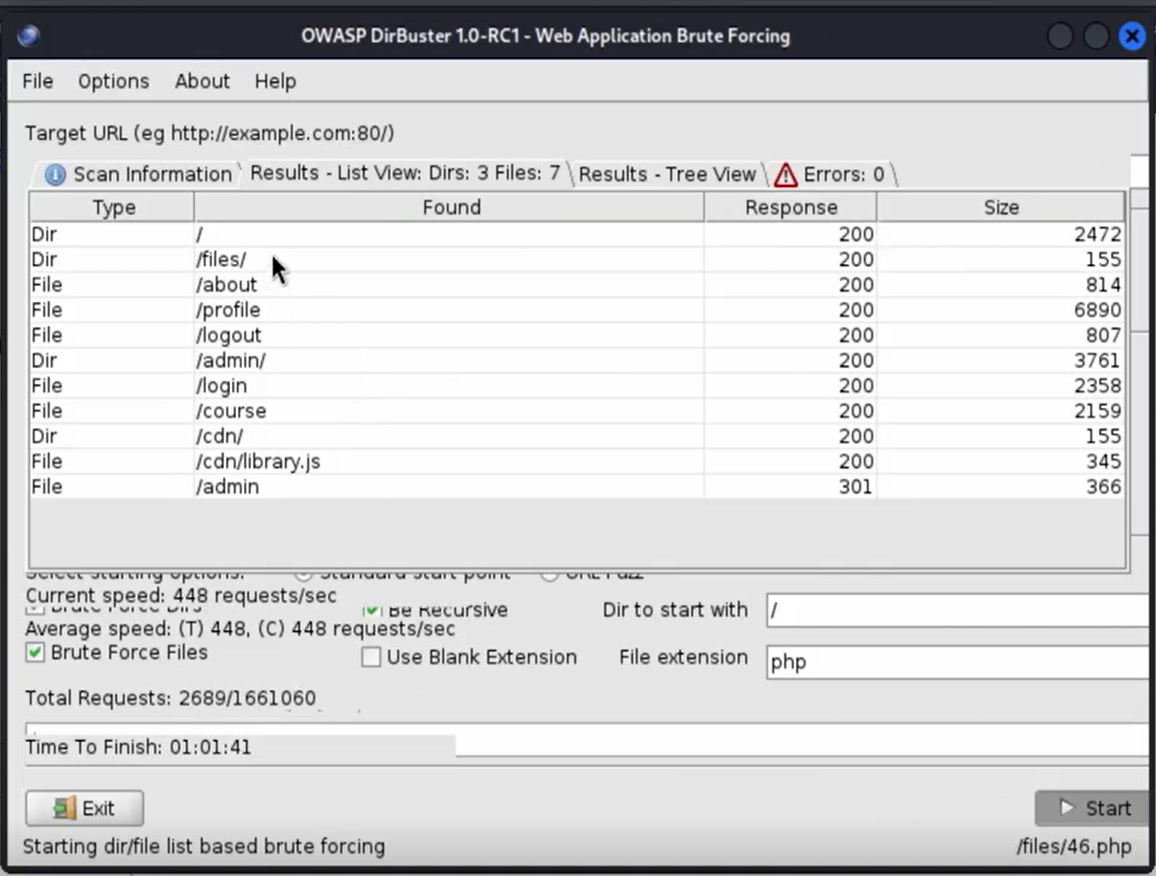 OWASP DirBuster 1.0-RC1 - Web Application Brute Forcing
File Options About Help
Target URL (eg http://example.com:80/)
Scan Information Results - List View: Dirs: 3 Files: 7 Results - Tree View Errors: 0
Type Found Response Size
Dir / 200 2472
Dir /files/ 200 155
File /about 200 814
File /profile 200 6890
File /logout 200 807
Dir /admin/ 200 3761
File /login 200 2358
File /course 200 2159
Dir /cdn/ 200 155
File /cdn/library.js 200 345
File /admin 301 366
Select starting options: Standard start point URL Fuzz
Current speed: 448 requests/sec
Brute Force Dirs Be Recursive Dir to start with /
Average speed: (T) 448, (C) 448 requests/sec
Brute Force Files Use Blank Extension File extension php
Total Requests: 2689/1661060
Time To Finish: 01:01:41
Exit Start
Starting dir/file list based brute forcing /files/46.php